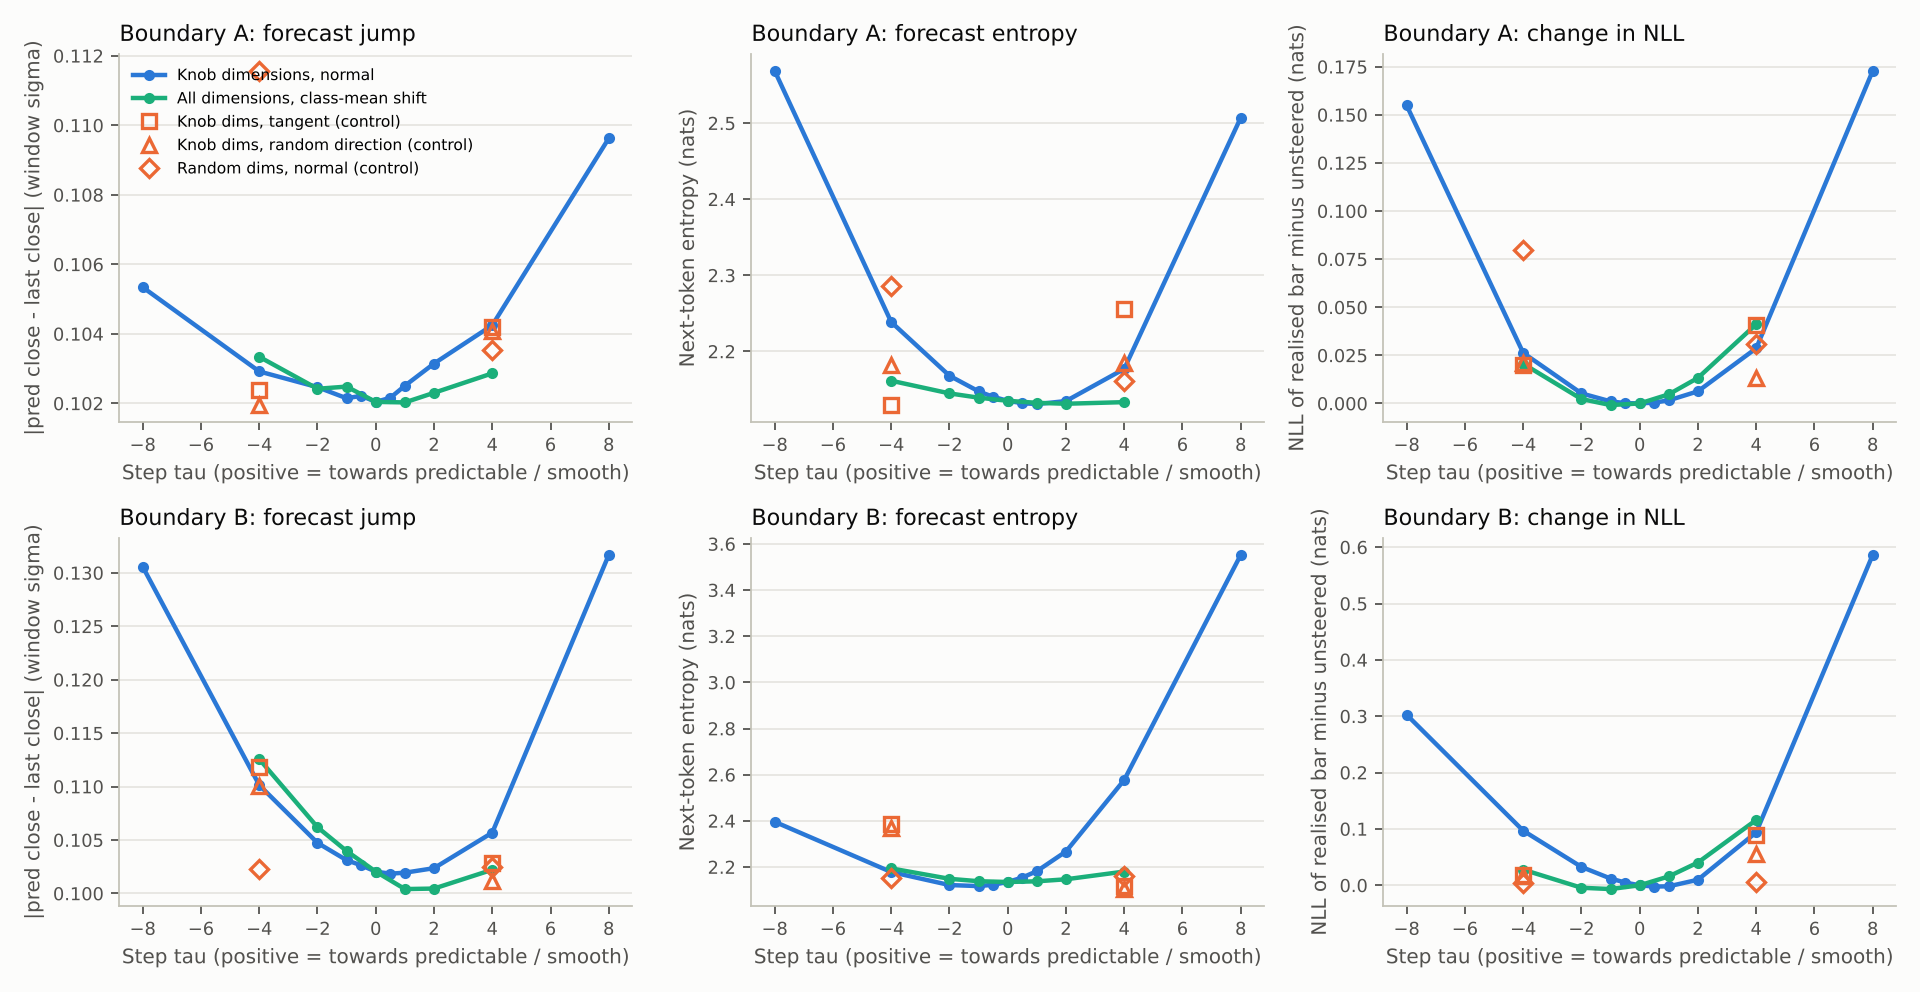 Boundary A: forecast jump
|pred close - last close| (window sigma)
0.112
0.110
0.108
0.106
0.104
0.102
Knob dimensions, normal
All dimensions, class-mean shift
Knob dims, tangent (control)
Knob dims, random direction (control)
Random dims, normal (control)
−8 −6 −4 −2 0 2 4 6 8
Step tau (positive = towards predictable / smooth)
Boundary A: forecast entropy
Next-token entropy (nats)
2.5
2.4
2.3
2.2
−8 −6 −4 −2 0 2 4 6 8
Step tau (positive = towards predictable / smooth)
Boundary A: change in NLL
NLL of realised bar minus unsteered (nats)
0.175
0.150
0.125
0.100
0.075
0.050
0.025
0.000
−8 −6 −4 −2 0 2 4 6 8
Step tau (positive = towards predictable / smooth)
Boundary B: forecast jump
|pred close - last close| (window sigma)
0.130
0.125
0.120
0.115
0.110
0.105
0.100
−8 −6 −4 −2 0 2 4 6 8
Step tau (positive = towards predictable / smooth)
Boundary B: forecast entropy
Next-token entropy (nats)
3.6
3.4
3.2
3.0
2.8
2.6
2.4
2.2
−8 −6 −4 −2 0 2 4 6 8
Step tau (positive = towards predictable / smooth)
Boundary B: change in NLL
NLL of realised bar minus unsteered (nats)
0.6
0.5
0.4
0.3
0.2
0.1
0.0
−8 −6 −4 −2 0 2 4 6 8
Step tau (positive = towards predictable / smooth)